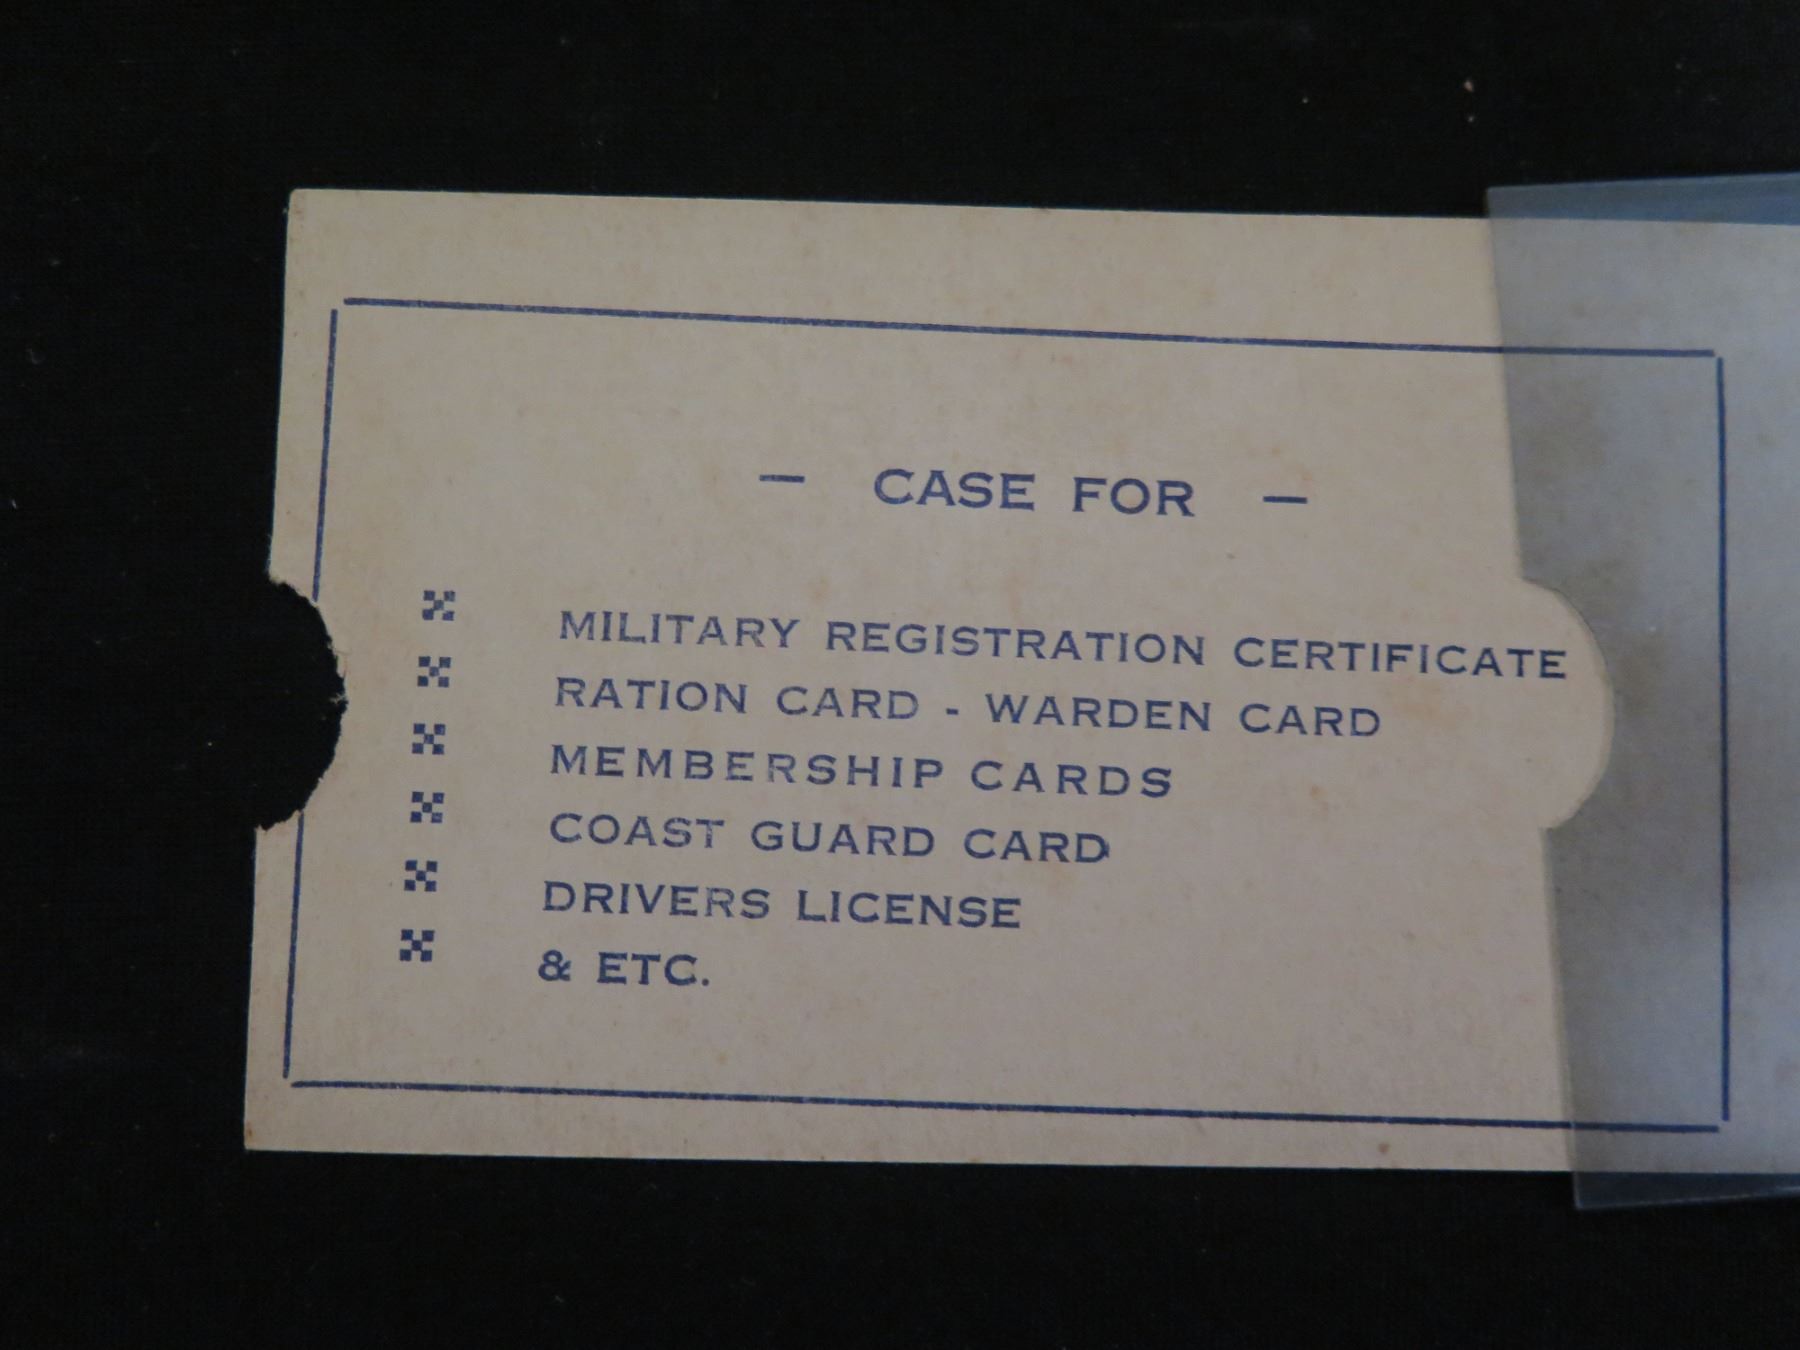 - CASE FOR -
MILITARY REGISTRATION CERTIFICATE
RATION CARD - WARDEN CARD
MEMBERSHIP CARDS
COAST GUARD CARD
DRIVERS LICENSE
& ETC.